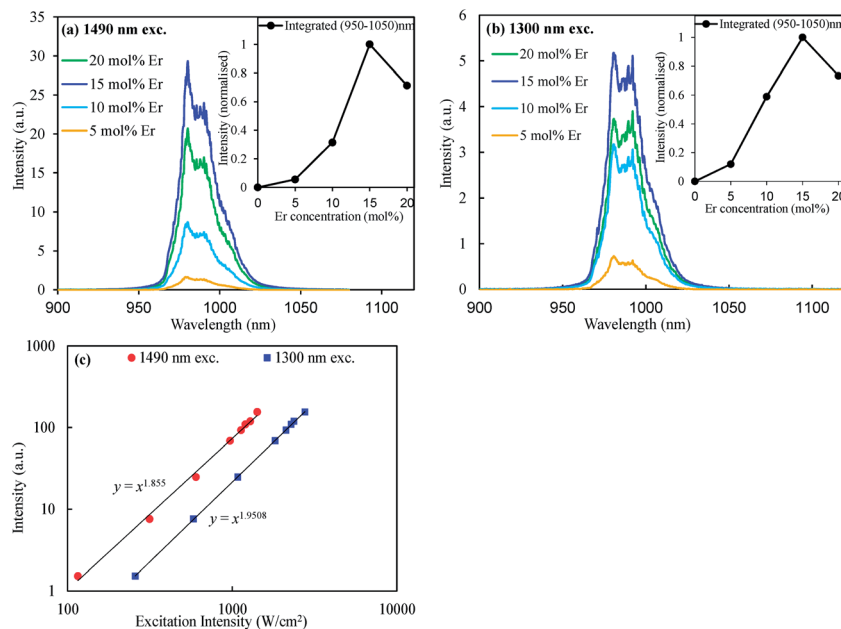 (a) 1490 nm exc.
20 mol% Er
15 mol% Er
10 mol% Er
5 mol% Er
Intensity (a.u.)
35
30
25
20
15
10
5
0
900
950
1000
1050
1100
Wavelength (nm)
Integrated (950-1050)nm
Intensity (normalised)
1
0.8
0.6
0.4
0.2
0
0
5
10
15
20
Er concentration (mol%)
(b) 1300 nm exc.
20 mol% Er
15 mol% Er
10 mol% Er
5 mol% Er
Intensity (a.u.)
6
5
4
3
2
1
0
900
950
1000
1050
1100
Wavelength (nm)
Integrated (950-1050)nm
Intensity (normalised)
1
0.8
0.6
0.4
0.2
0
0
5
10
15
20
Er concentration (mol%)
(c)
1490 nm exc.
1300 nm exc.
Intensity (a.u.)
1000
100
10
1
y = x^1.855
y = x^1.9508
100
1000
10000
Excitation Intensity (W/cm²)